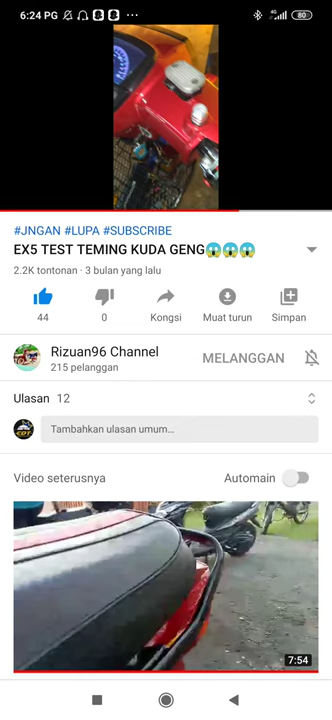 6:24 PG
4G
80
#JNGAN #LUPA #SUBSCRIBE
EX5 TEST TEMING KUDA GENG😱😱😱
2.2K tontonan · 3 bulan yang lalu
44 0 Kongsi Muat turun Simpan
Rizuan96 Channel
215 pelanggan
MELANGGAN
Ulasan 12
CDT
Tambahkan ulasan umum...
Video seterusnya Automain
7:54